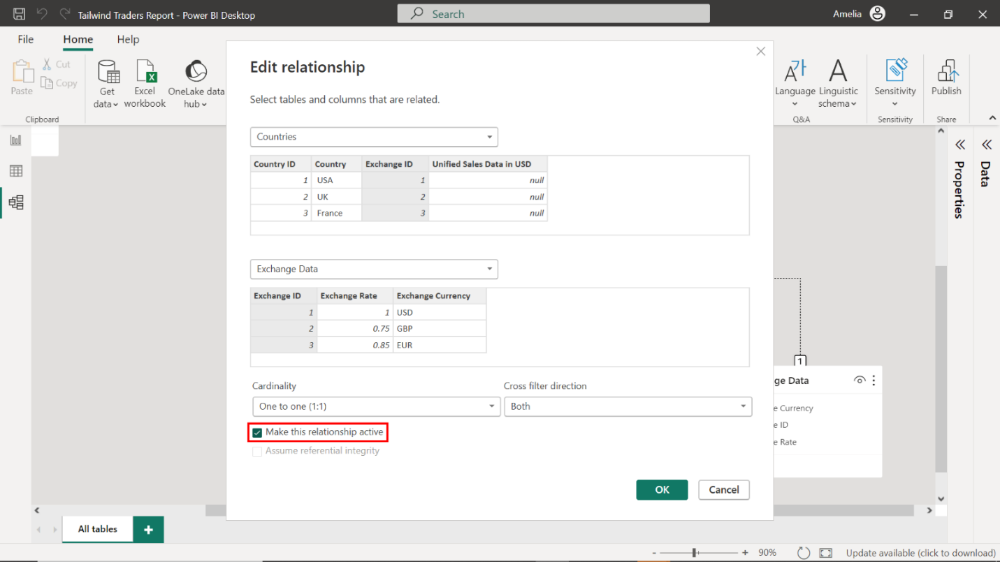 Tailwind Traders Report - Power BI Desktop
Search
Amelia
File Home Help
Paste
Cut
Copy
Clipboard
Get data
Excel workbook
OneLake data hub
Language
Linguistic schema
Q&A
Sensitivity
Sensitivity
Publish
Share
Edit relationship
Select tables and columns that are related.
Countries
Country ID Country Exchange ID Unified Sales Data in USD
1 USA 1 null
2 UK 2 null
3 France 3 null
Exchange Data
Exchange ID Exchange Rate Exchange Currency
1 1 USD
2 0.75 GBP
3 0.85 EUR
Cardinality Cross filter direction
One to one (1:1) Both
Make this relationship active
Assume referential integrity
OK Cancel
Properties
Data
1
ge Data
e Currency
e ID
e Rate
All tables +
- + 90% Update available (click to download)